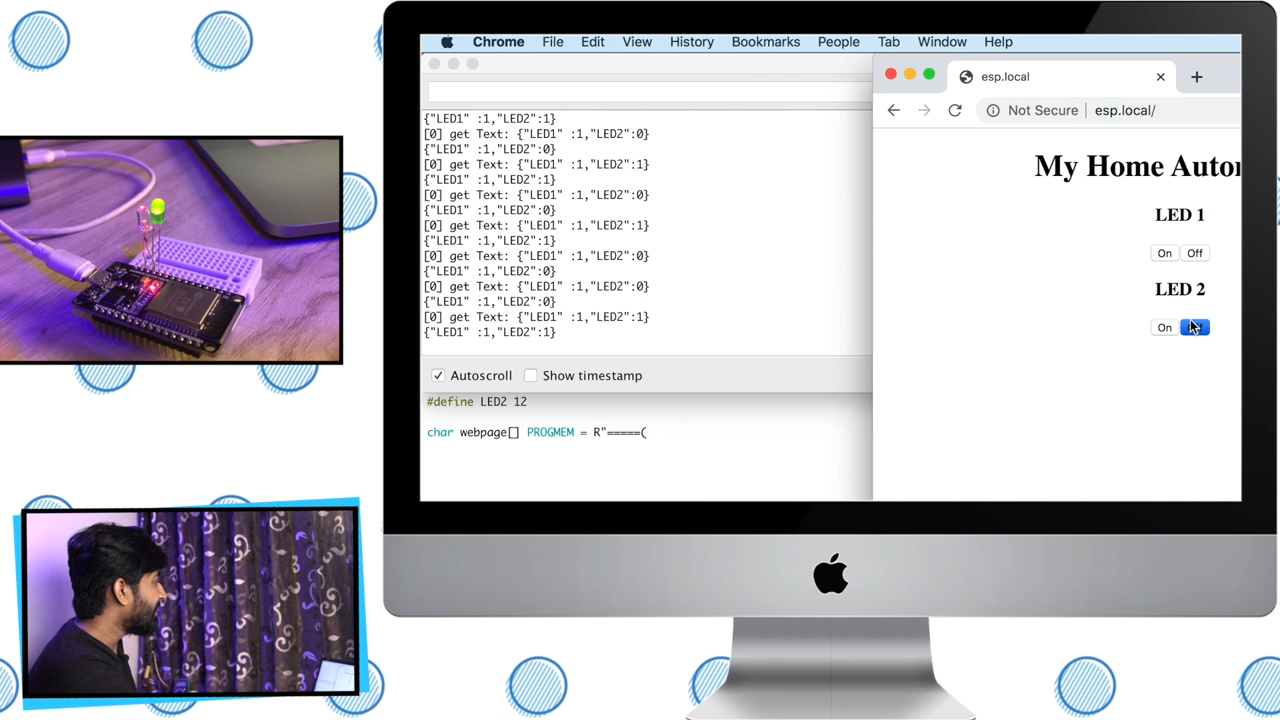 Chrome File Edit View History Bookmarks People Tab Window Help
esp.local
Not Secure esp.local/
{"LED1" :1,"LED2":1}
[0] get Text: {"LED1" :1,"LED2":0}
{"LED1" :1,"LED2":0}
[0] get Text: {"LED1" :1,"LED2":1}
{"LED1" :1,"LED2":1}
[0] get Text: {"LED1" :1,"LED2":0}
{"LED1" :1,"LED2":0}
[0] get Text: {"LED1" :1,"LED2":1}
{"LED1" :1,"LED2":1}
[0] get Text: {"LED1" :1,"LED2":0}
{"LED1" :1,"LED2":0}
[0] get Text: {"LED1" :1,"LED2":0}
{"LED1" :1,"LED2":0}
[0] get Text: {"LED1" :1,"LED2":1}
{"LED1" :1,"LED2":1}
Autoscroll Show timestamp
#define LED2 12
char webpage[] PROGMEM = R"=====(
My Home Autor
LED 1
On Off
LED 2
On